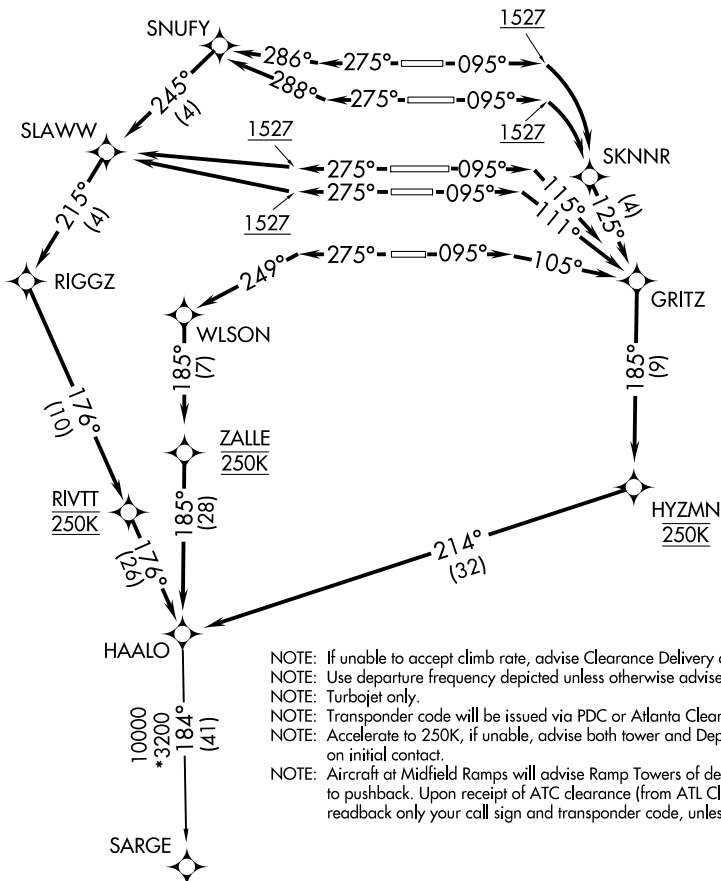 1527
SNUFY
286° 275° 095°
288° 275° 095°
245°
(4)
1527
SLAWW
1527
SKNNR
275° 095°
275° 095°
115°
111°
125°
(4)
1527
215°
(4)
RIGGZ
249° 275° 095° 105°
GRITZ
WLSON
185°
(7)
185°
(9)
176°
(10)
ZALLE
250K
RIVTT
250K
185°
(28)
HYZMN
250K
176°
(26)
214°
(32)
HAALO
NOTE: If unable to accept climb rate, advise Clearance Delivery
NOTE: Use departure frequency depicted unless otherwise advise
NOTE: Turbojet only.
NOTE: Transponder code will be issued via PDC or Atlanta Clear
NOTE: Accelerate to 250K, if unable, advise both tower and Dep
on initial contact.
NOTE: Aircraft at Midfield Ramps will advise Ramp Towers of de
to pushback. Upon receipt of ATC clearance (from ATL Cl
readback only your call sign and transponder code, unles
10000
*3200
184°
(41)
SARGE